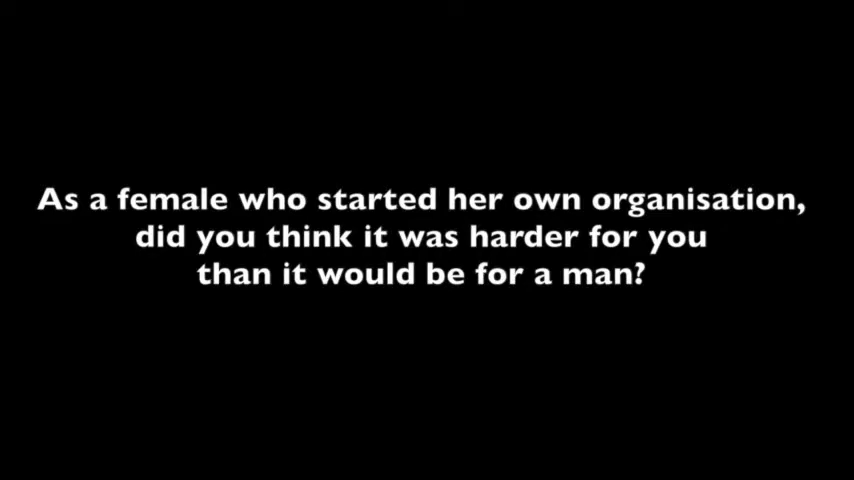 As a female who started her own organisation,
did you think it was harder for you
than it would be for a man?